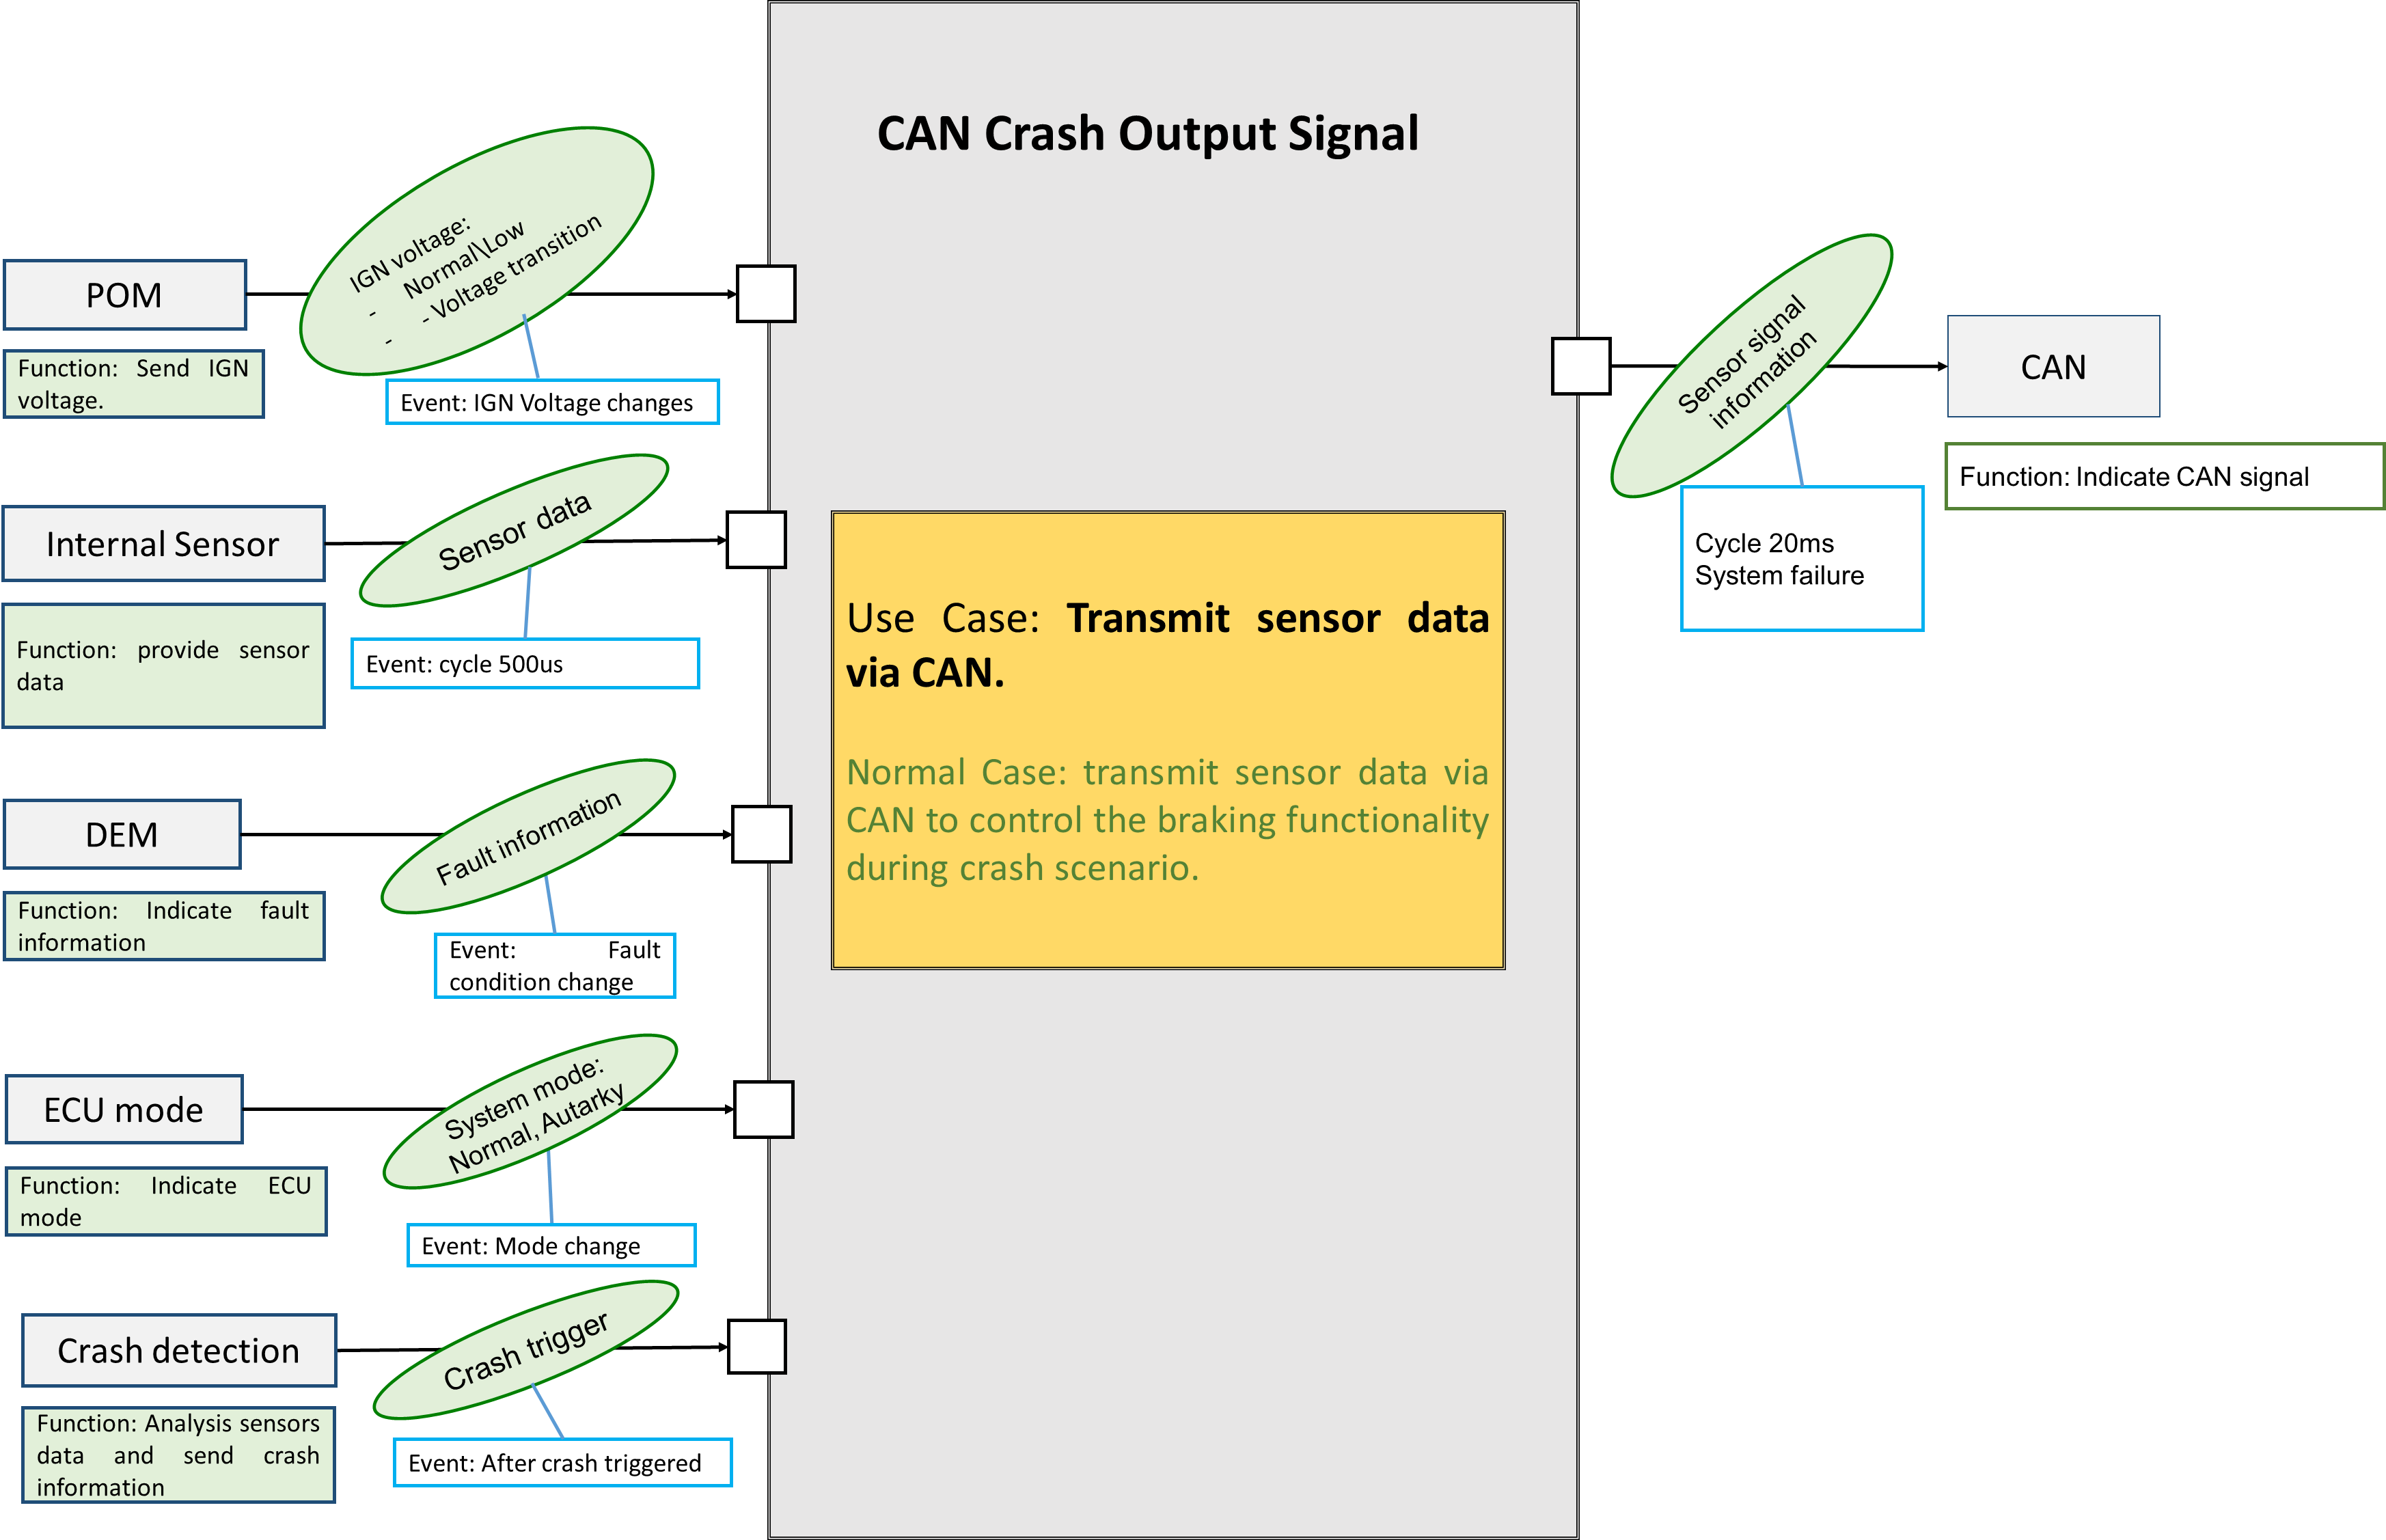 CAN Crash Output Signal
POM
Function: Send IGN
voltage.
IGN voltage:
- Normal\Low
- - Voltage transition
Event: IGN Voltage changes
Internal Sensor
Function: provide sensor
data
Sensor data
Event: cycle 500us
DEM
Function: Indicate fault
information
Fault information
Event: Fault
condition change
ECU mode
Function: Indicate ECU
mode
System mode:
Normal, Autarky
Event: Mode change
Crash detection
Function: Analysis sensors
data and send crash
information
Crash trigger
Event: After crash triggered
Use Case: Transmit sensor data
via CAN.
Normal Case: transmit sensor data via
CAN to control the braking functionality
during crash scenario.
Sensor signal
information
Cycle 20ms
System failure
CAN
Function: Indicate CAN signal